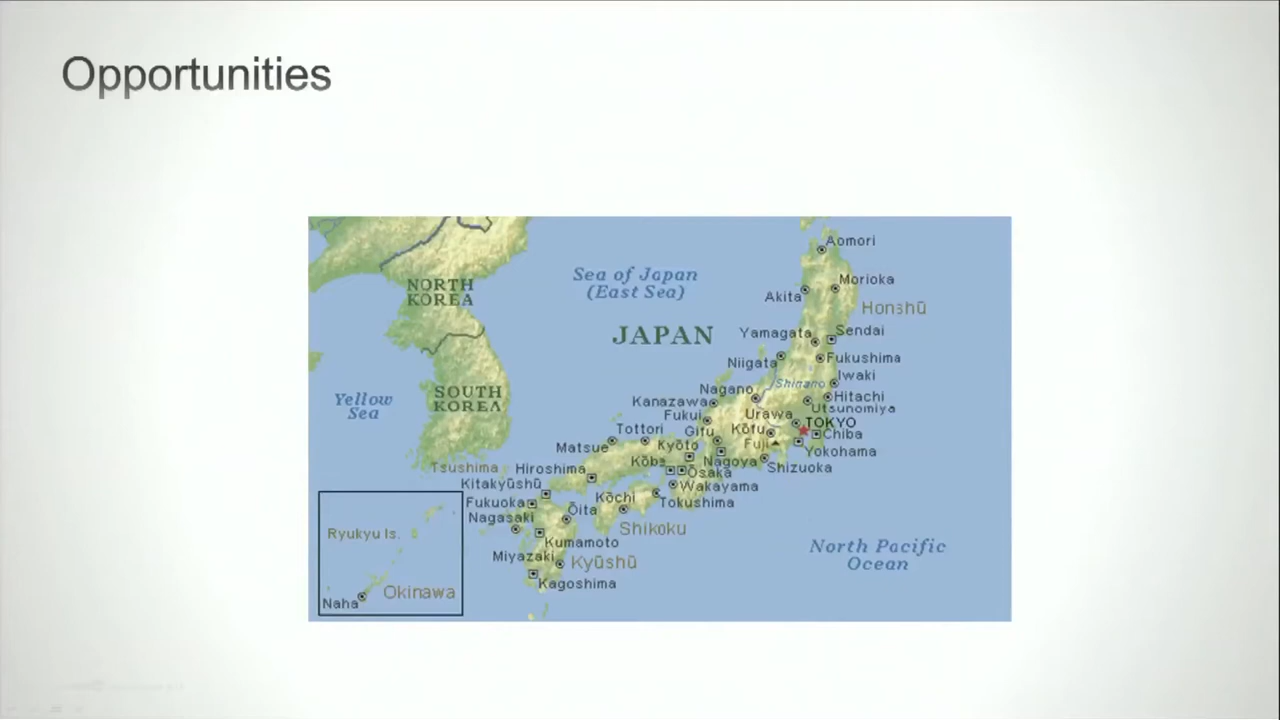 Opportunities
Aomori
Sea of Japan
(East Sea)
Morioka
NORTH
KOREA
Akita
Honshū
JAPAN
Yamagata
Sendai
Niigata
Fukushima
Iwaki
Shinano
Nagano
Yellow
Sea
SOUTH
KOREA
Kanazawa
Hitachi
Utsunomiya
Fukui
Urawa
TOKYO
Tottori
Gifu
Kōfu
Chiba
Matsue
Kyōto
Fuji
Yokohama
Tsushima
Hiroshima
Kōbe
Nagoya
Shizuoka
Ōsaka
Kitakyūshū
Wakayama
Fukuoka
Kōchi
Tokushima
Nagasaki
Ōita
Shikoku
Ryukyu Is.
Kumamoto
North Pacific
Ocean
Miyazaki
Kyūshū
Kagoshima
Okinawa
Naha